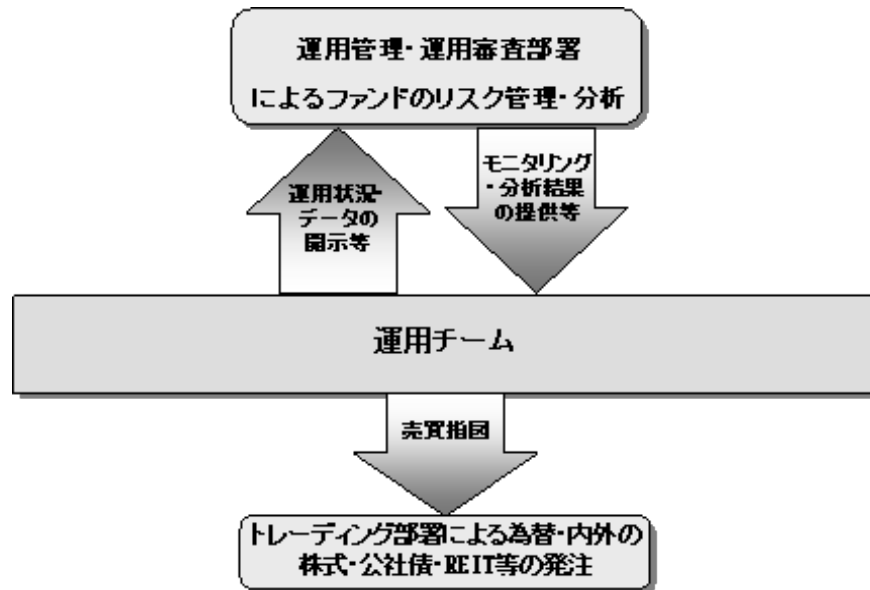 運用管理・運用審査部署
によるファンドのリスク管理・分析
運用状況・
データの
開示等
モニタリング
・分析結果
の提供等
運用チーム
売買指図
トレーディング部署による為替・内外の
株式・公社債・REIT等の発注